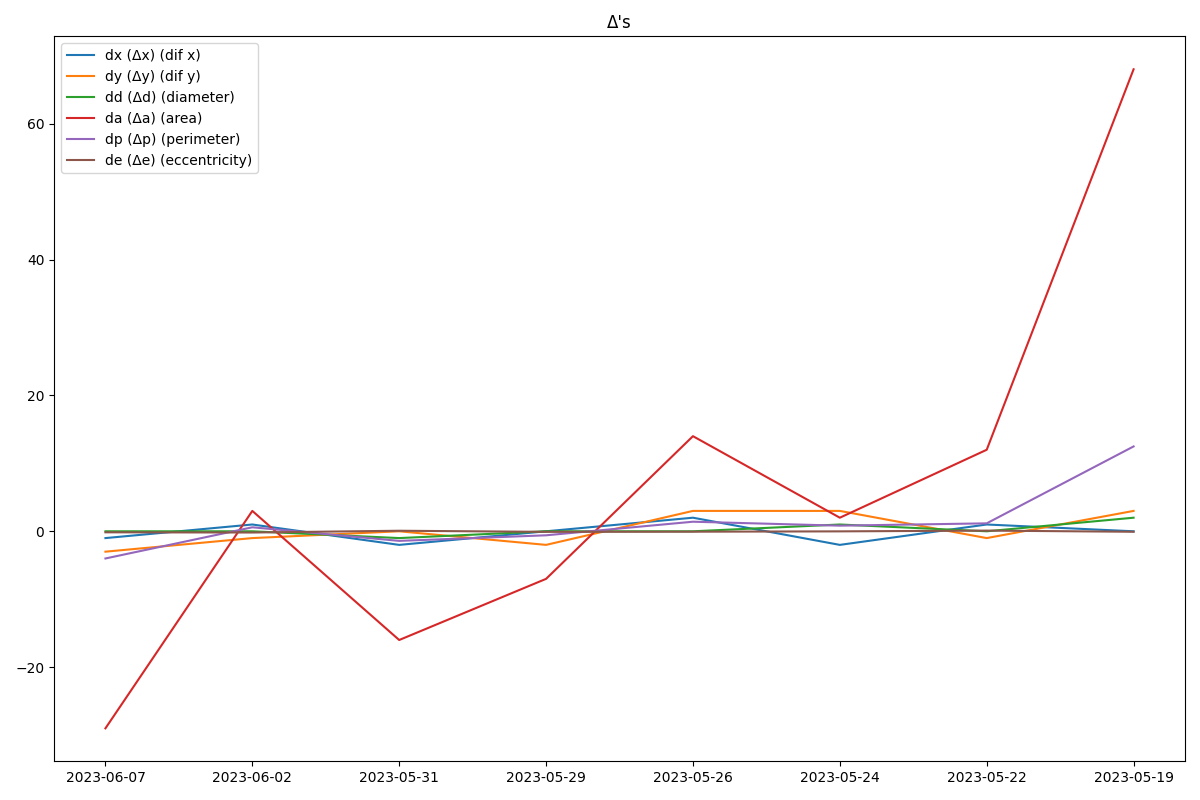 Δ's
dx (Δx) (dif x)
dy (Δy) (dif y)
dd (Δd) (diameter)
da (Δa) (area)
dp (Δp) (perimeter)
de (Δe) (eccentricity)
60
40
20
0
−20
2023-06-07 2023-06-02 2023-05-31 2023-05-29 2023-05-26 2023-05-24 2023-05-22 2023-05-19